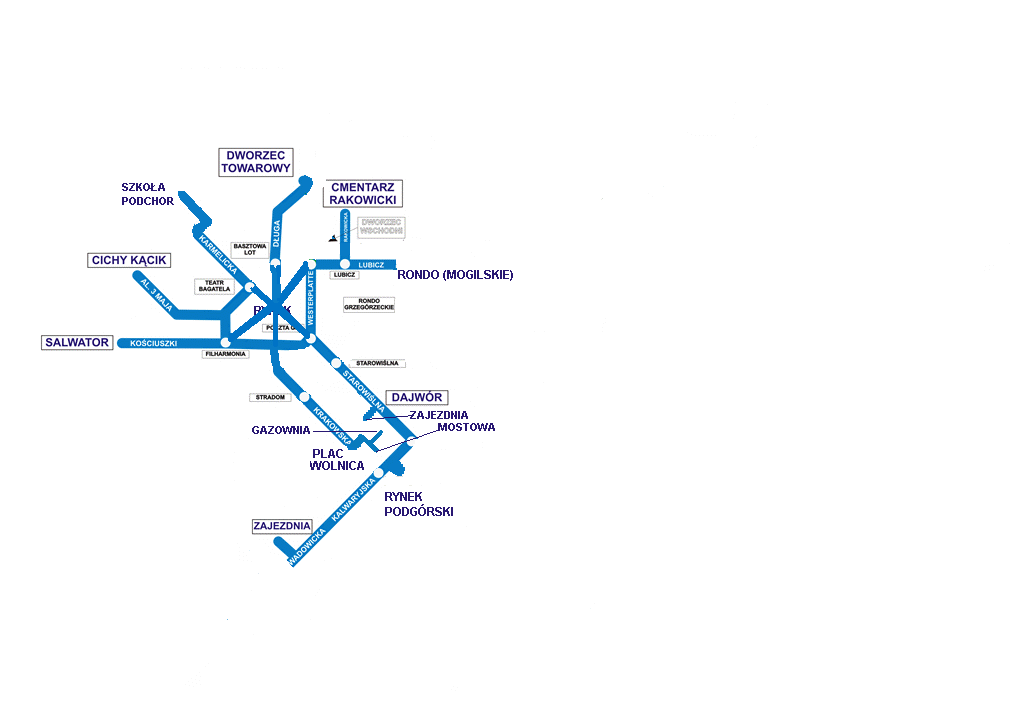 DWORZEC
TOWAROWY
SZKOŁA
PODCHOR
CMENTARZ
RAKOWICKI
RAKOWICKA
DWORZEC
WSCHODNI
DŁUGA
KARMELICKA
BASZTOWA
LOT
CICHY KĄCIK
LUBICZ
LUBICZ
RONDO (MOGILSKIE)
AL. 3 MAJA
TEATR
BAGATELA
WESTERPLATTE
RONDO
GRZEGÓRZECKIE
RYNEK
POCZTA G
SALWATOR
KOŚCIUSZKI
FILHARMONIA
STAROWIŚLNA
STAROWIŚLNA
STRADOM
DAJWÓR
KRAKOWSKA
ZAJEZDNIA
GAZOWNIA
MOSTOWA
PLAC
WOLNICA
KALWARYJSKA
RYNEK
PODGÓRSKI
ZAJEZDNIA
WADOWICKA